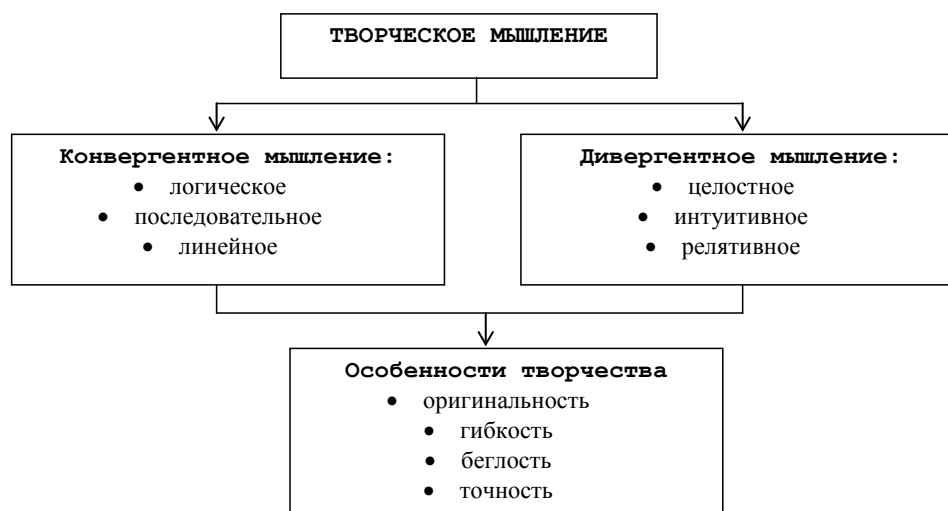 ТВОРЧЕСКОЕ МЫШЛЕНИЕ
Конвергентное мышление:
• логическое
• последовательное
• линейное
Дивергентное мышление:
• целостное
• интуитивное
• релятивное
Особенности творчества
• оригинальность
• гибкость
• беглость
• точность